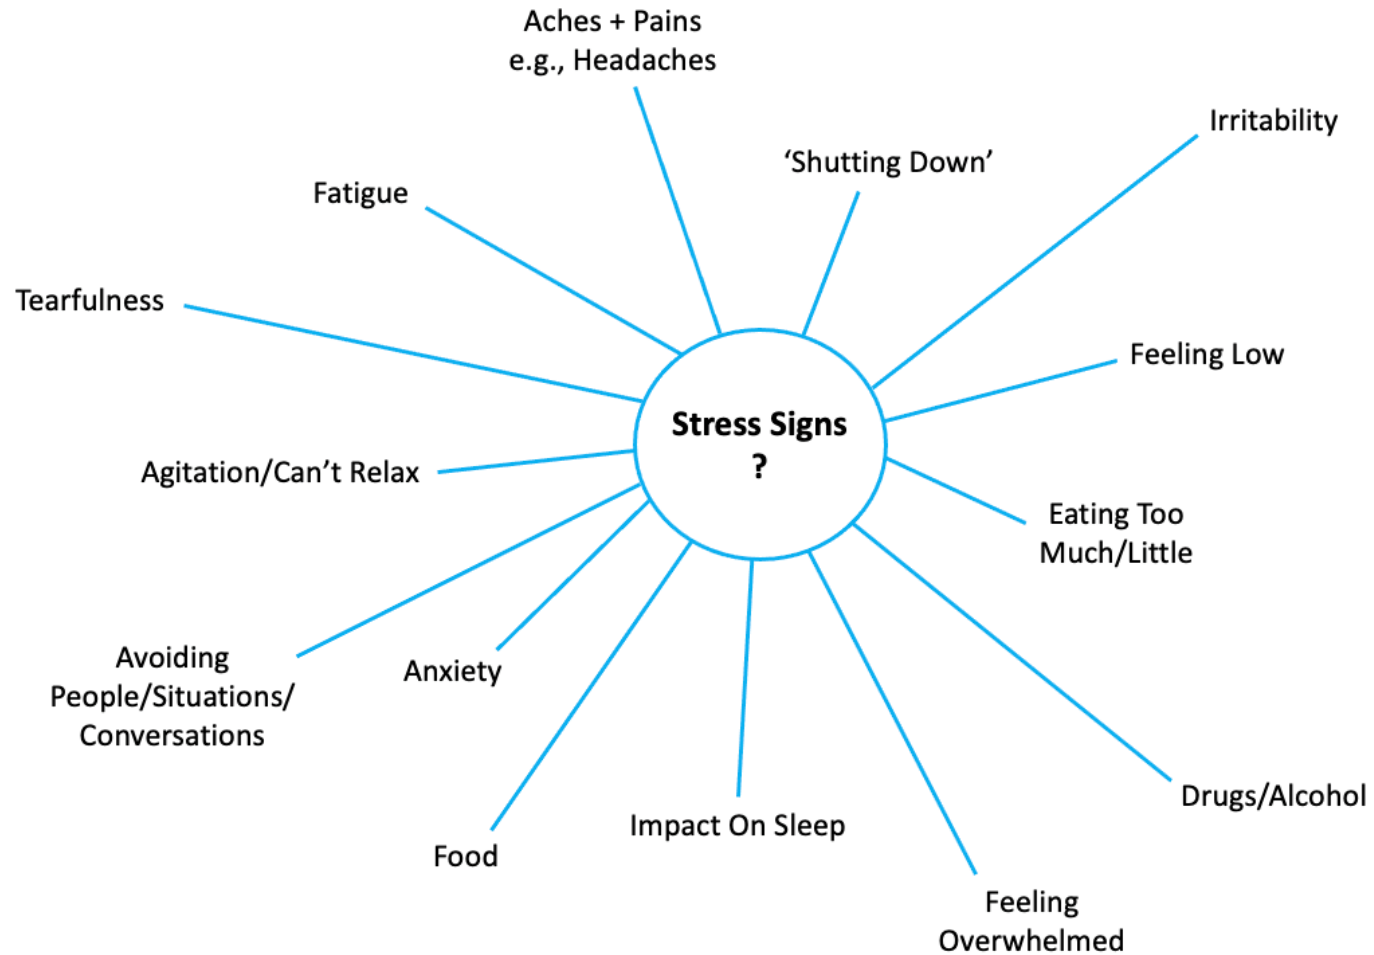 Aches + Pains
e.g., Headaches
Irritability
‘Shutting Down’
Fatigue
Tearfulness
Feeling Low
Stress Signs
?
Agitation/Can’t Relax
Eating Too
Much/Little
Avoiding
People/Situations/
Conversations
Anxiety
Drugs/Alcohol
Impact On Sleep
Food
Feeling
Overwhelmed